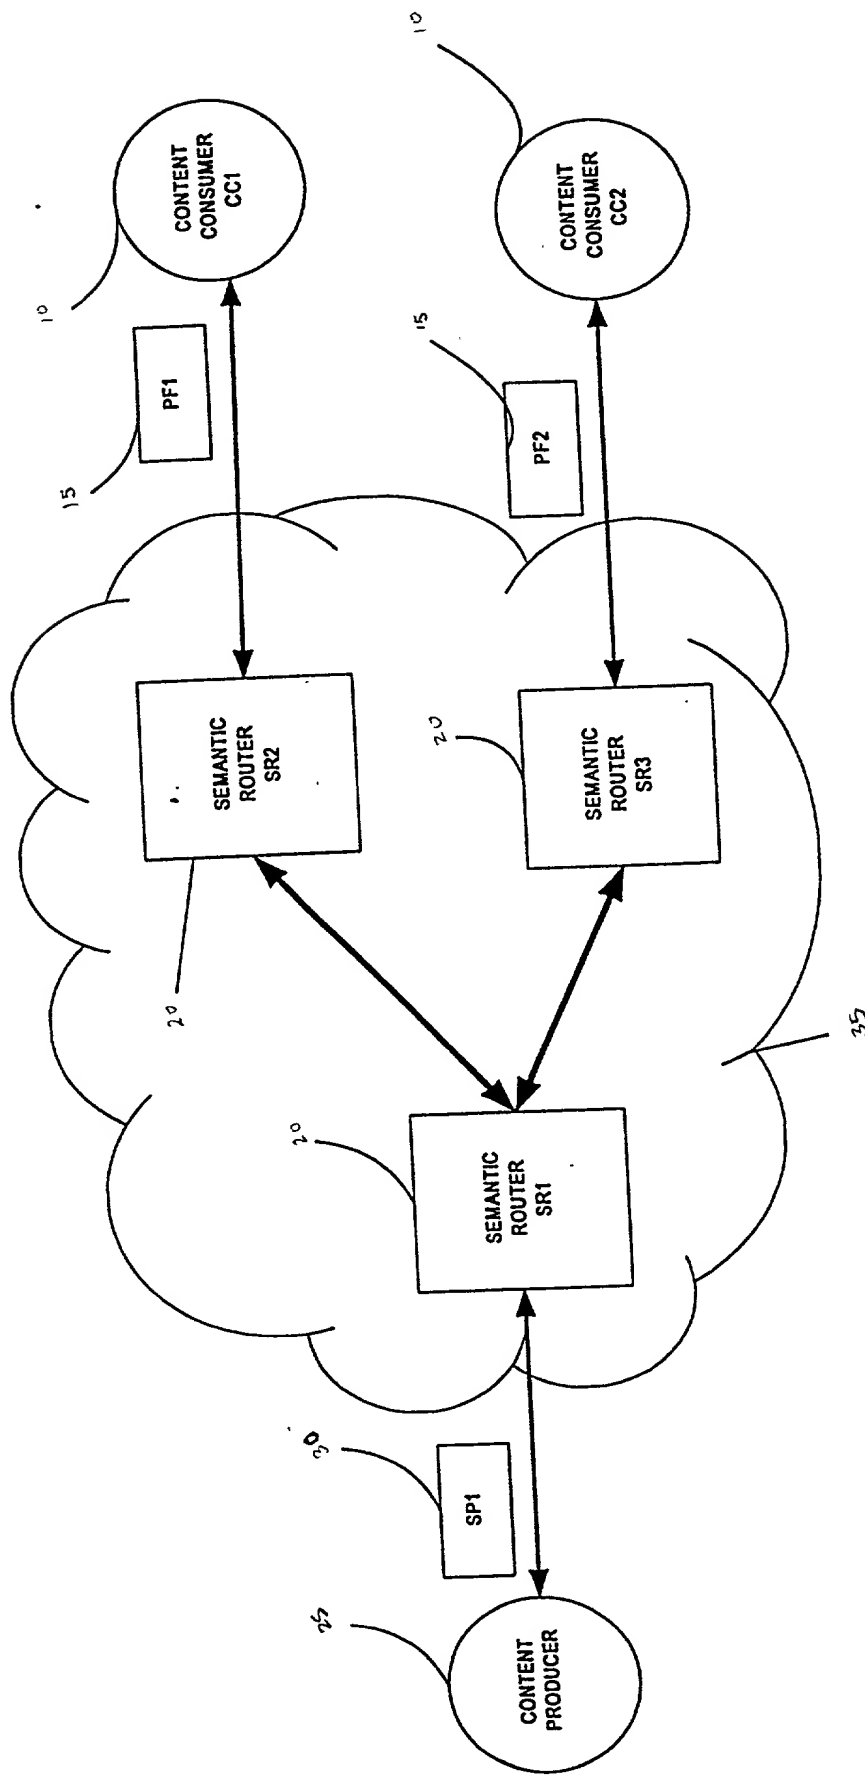 10
CONTENT
CONSUMER
CC1
15
PF1
20
SEMANTIC
ROUTER
SR2
10
CONTENT
CONSUMER
CC2
15
PF2
20
SEMANTIC
ROUTER
SR3
20
SEMANTIC
ROUTER
SR1
30
SP1
25
CONTENT
PRODUCER
35